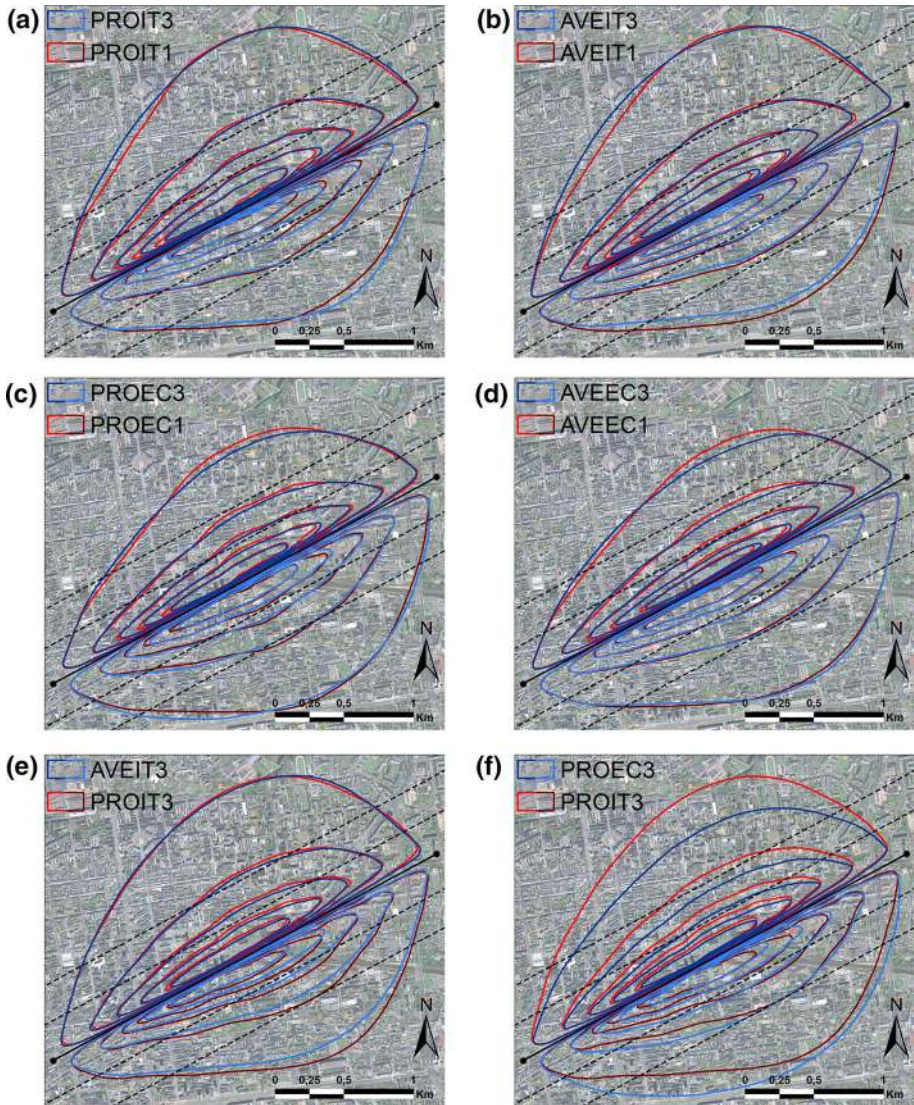 (a) PROIT3
PROIT1
N
0 0,25 0,5 1
Km
(b) AVEIT3
AVEIT1
N
0 0,25 0,5 1
Km
(c) PROEC3
PROEC1
N
0 0,25 0,5 1
Km
(d) AVEEC3
AVEEC1
N
0 0,25 0,5 1
Km
(e) AVEIT3
PROIT3
N
0 0,25 0,5 1
Km
(f) PROEC3
PROIT3
N
0 0,25 0,5 1
Km